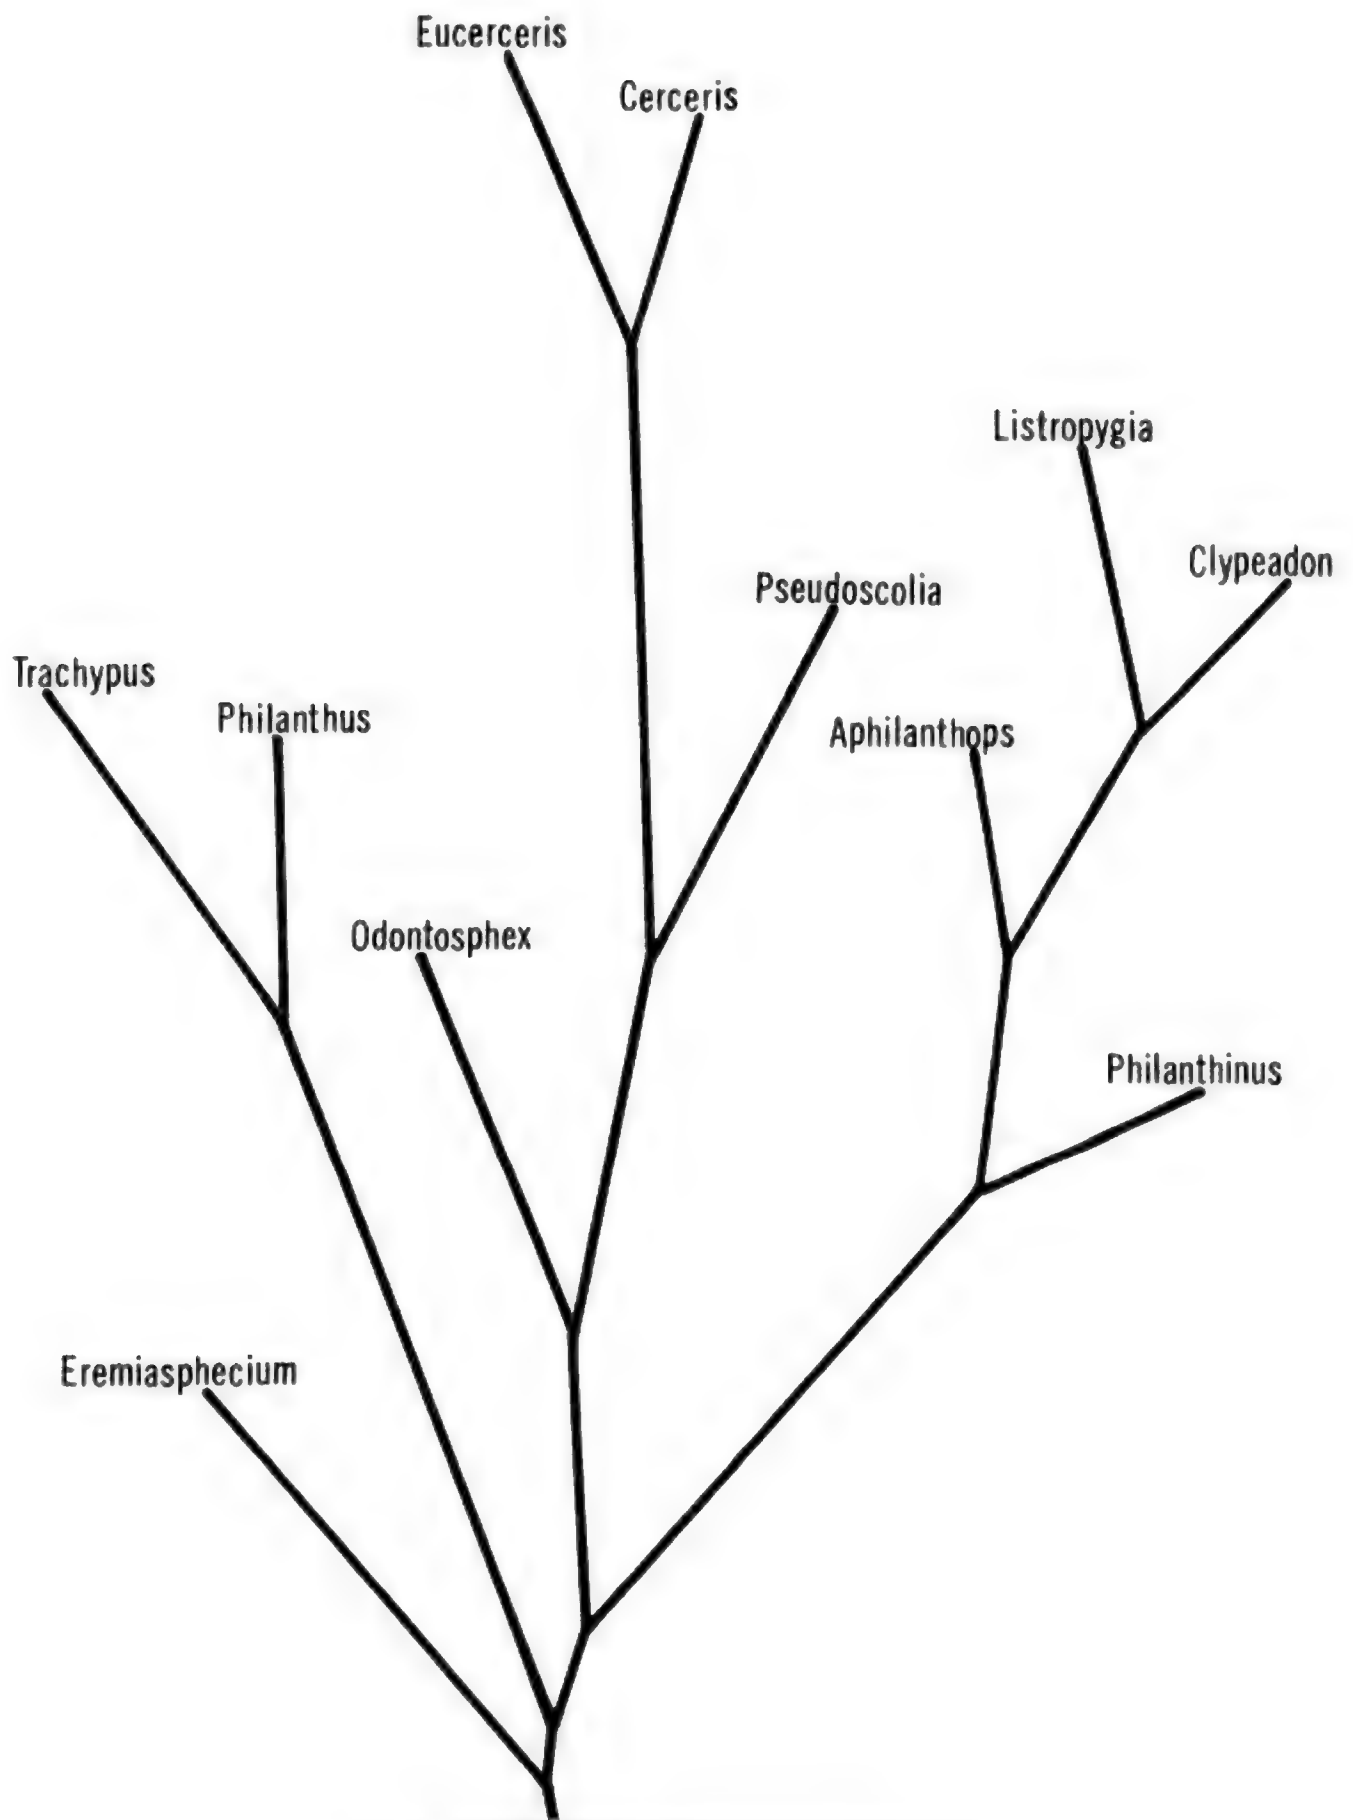 Eucerceris
Cerceris
Listropygia
Clypeadon
Pseudoscolia
Trachypus
Philanthus
Aphilanthops
Odontosphex
Philanthinus
Eremiasphecium